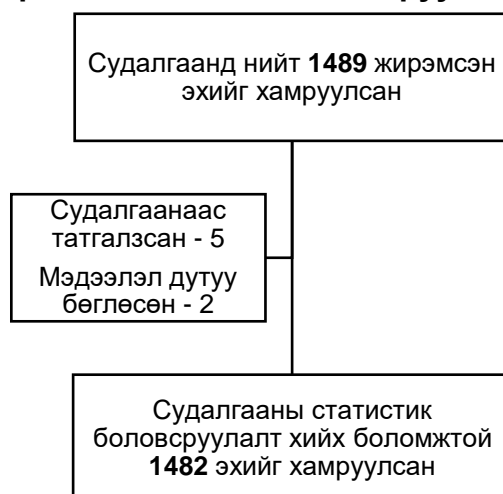 Судалгаанд нийт 1489 жирэмсэн
эхийг хамруулсан
Судалгаанаас
татгалзсан - 5
Мэдээлэл дутуу
бөглөсөн - 2
Судалгааны статистик
боловсруулалт хийх боломжтой
1482 эхийг хамруулсан